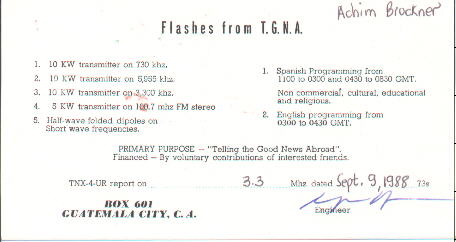 Achim Brockner
Flashes from T.G.N.A.
1. 10 KW transmitter on 730 khz.
2. 10 KW transmitter on 5,955 khz.
3. 10 KW transmitter on 3,300 khz.
4. 5 KW transmitter on 100.7 mhz FM stereo
5. Half-wave folded dipoles on
Short wave frequencies.
1. Spanish Programming from
1100 to 0300 and 0430 to 0530 GMT.
Non commercial, cultural, educational
and religious.
2. English programming from
0300 to 0430 GMT.
PRIMARY PURPOSE — "Telling the Good News Abroad".
Financed — By voluntary contributions of interested friends.
TNX-4-UR report on 3.3 Mhz. dated Sept. 9, 1988 73s
BOX 601
GUATEMALA CITY, C. A.
Engineer